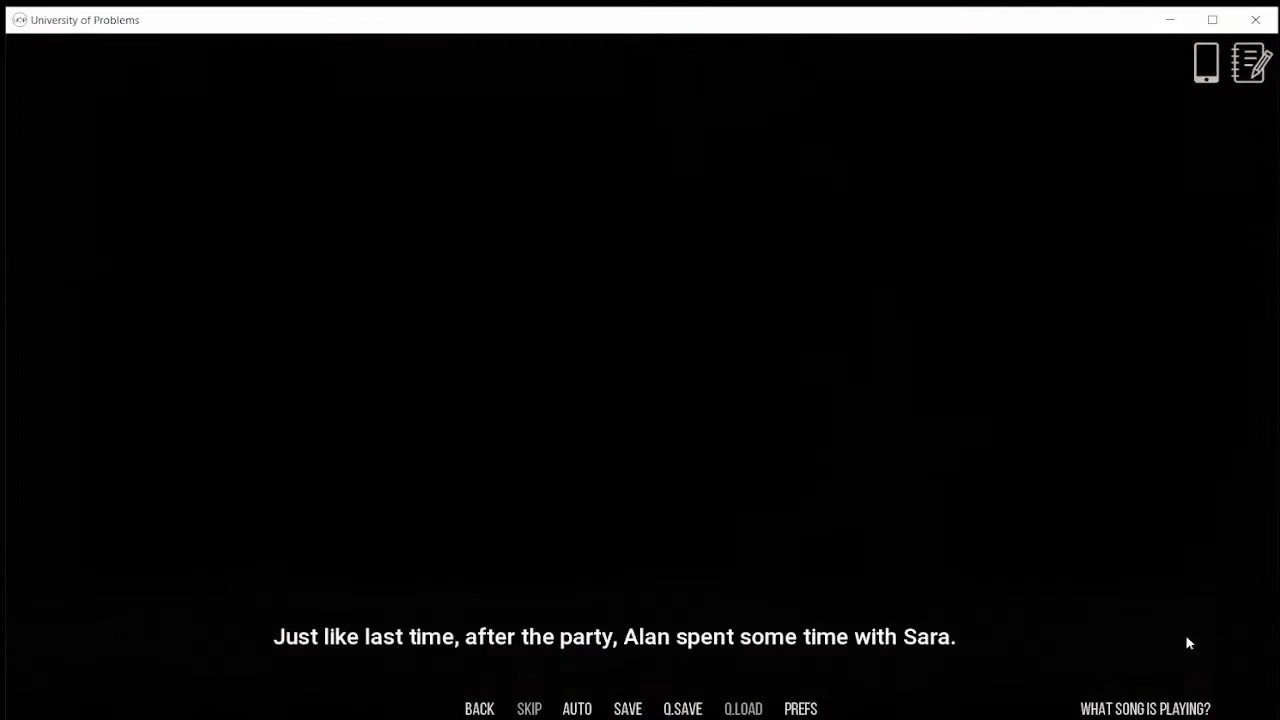 UOP University of Problems
Just like last time, after the party, Alan spent some time with Sara.
BACK SKIP AUTO SAVE Q.SAVE Q.LOAD PREFS WHAT SONG IS PLAYING?